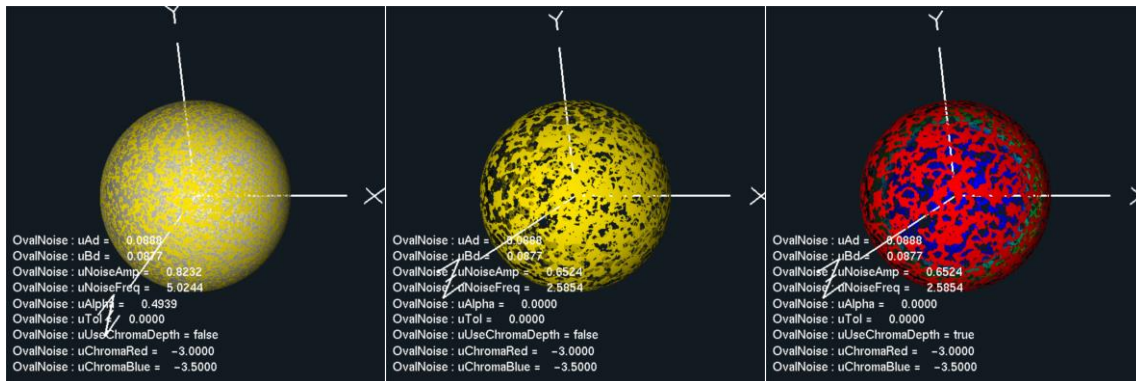 Y
X
OvalNoise : uAd = 0.0888
OvalNoise : uBd = 0.0877
OvalNoise : uNoiseAmp = 0.8232
OvalNoise : uNoiseFreq = 5.0244
OvalNoise : uAlpha = 0.4939
OvalNoise : uTol = 0.0000
OvalNoise : uUseChromaDepth = false
OvalNoise : uChromaRed = -3.0000
OvalNoise : uChromaBlue = -3.5000
Y
X
OvalNoise : uAd = 0.0888
OvalNoise : uBd = 0.0877
OvalNoise : uNoiseAmp = 0.6524
OvalNoise : uNoiseFreq = 2.5854
OvalNoise : uAlpha = 0.0000
OvalNoise : uTol = 0.0000
OvalNoise : uUseChromaDepth = false
OvalNoise : uChromaRed = -3.0000
OvalNoise : uChromaBlue = -3.5000
Y
X
OvalNoise : uAd = 0.0888
OvalNoise : uBd = 0.0877
OvalNoise : uNoiseAmp = 0.6524
OvalNoise : uNoiseFreq = 2.5854
OvalNoise : uAlpha = 0.0000
OvalNoise : uTol = 0.0000
OvalNoise : uUseChromaDepth = true
OvalNoise : uChromaRed = -3.0000
OvalNoise : uChromaBlue = -3.5000